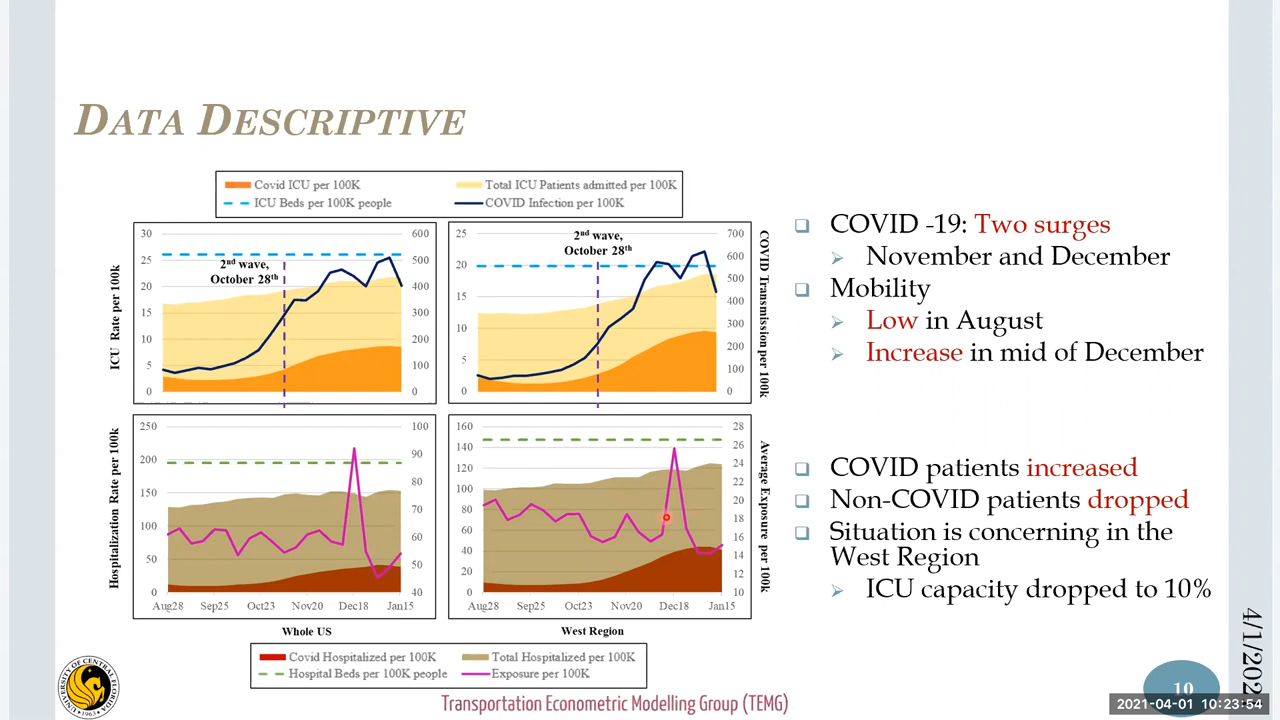 DATA DESCRIPTIVE
Covid ICU per 100K
Total ICU Patients admitted per 100K
ICU Beds per 100K people
COVID Infection per 100K
ICU Rate per 100k
30
25
20
15
10
5
0
2nd wave,
October 28th
600
500
400
300
200
100
0
25
20
15
10
5
0
2nd wave,
October 28th
700
600
500
400
300
200
100
0
COVID Transmission per 100k
Hospitalization Rate per 100k
250
200
150
100
50
0
100
90
80
70
60
50
40
Aug28 Sep25 Oct23 Nov20 Dec18 Jan15
160
140
120
100
80
60
40
20
0
28
26
24
22
20
18
16
14
12
10
Aug28 Sep25 Oct23 Nov20 Dec18 Jan15
Average Exposure per 100k
Whole US
West Region
Covid Hospitalized per 100K
Total Hospitalized per 100K
Hospital Beds per 100K people
Exposure per 100K
COVID -19: Two surges
November and December
Mobility
Low in August
Increase in mid of December
COVID patients increased
Non-COVID patients dropped
Situation is concerning in the
West Region
ICU capacity dropped to 10%
UNIVERSITY OF CENTRAL FLORIDA
1963
Transportation Econometric Modelling Group (TEMG)
10
4/1/202
2021-04-01 10:23:54